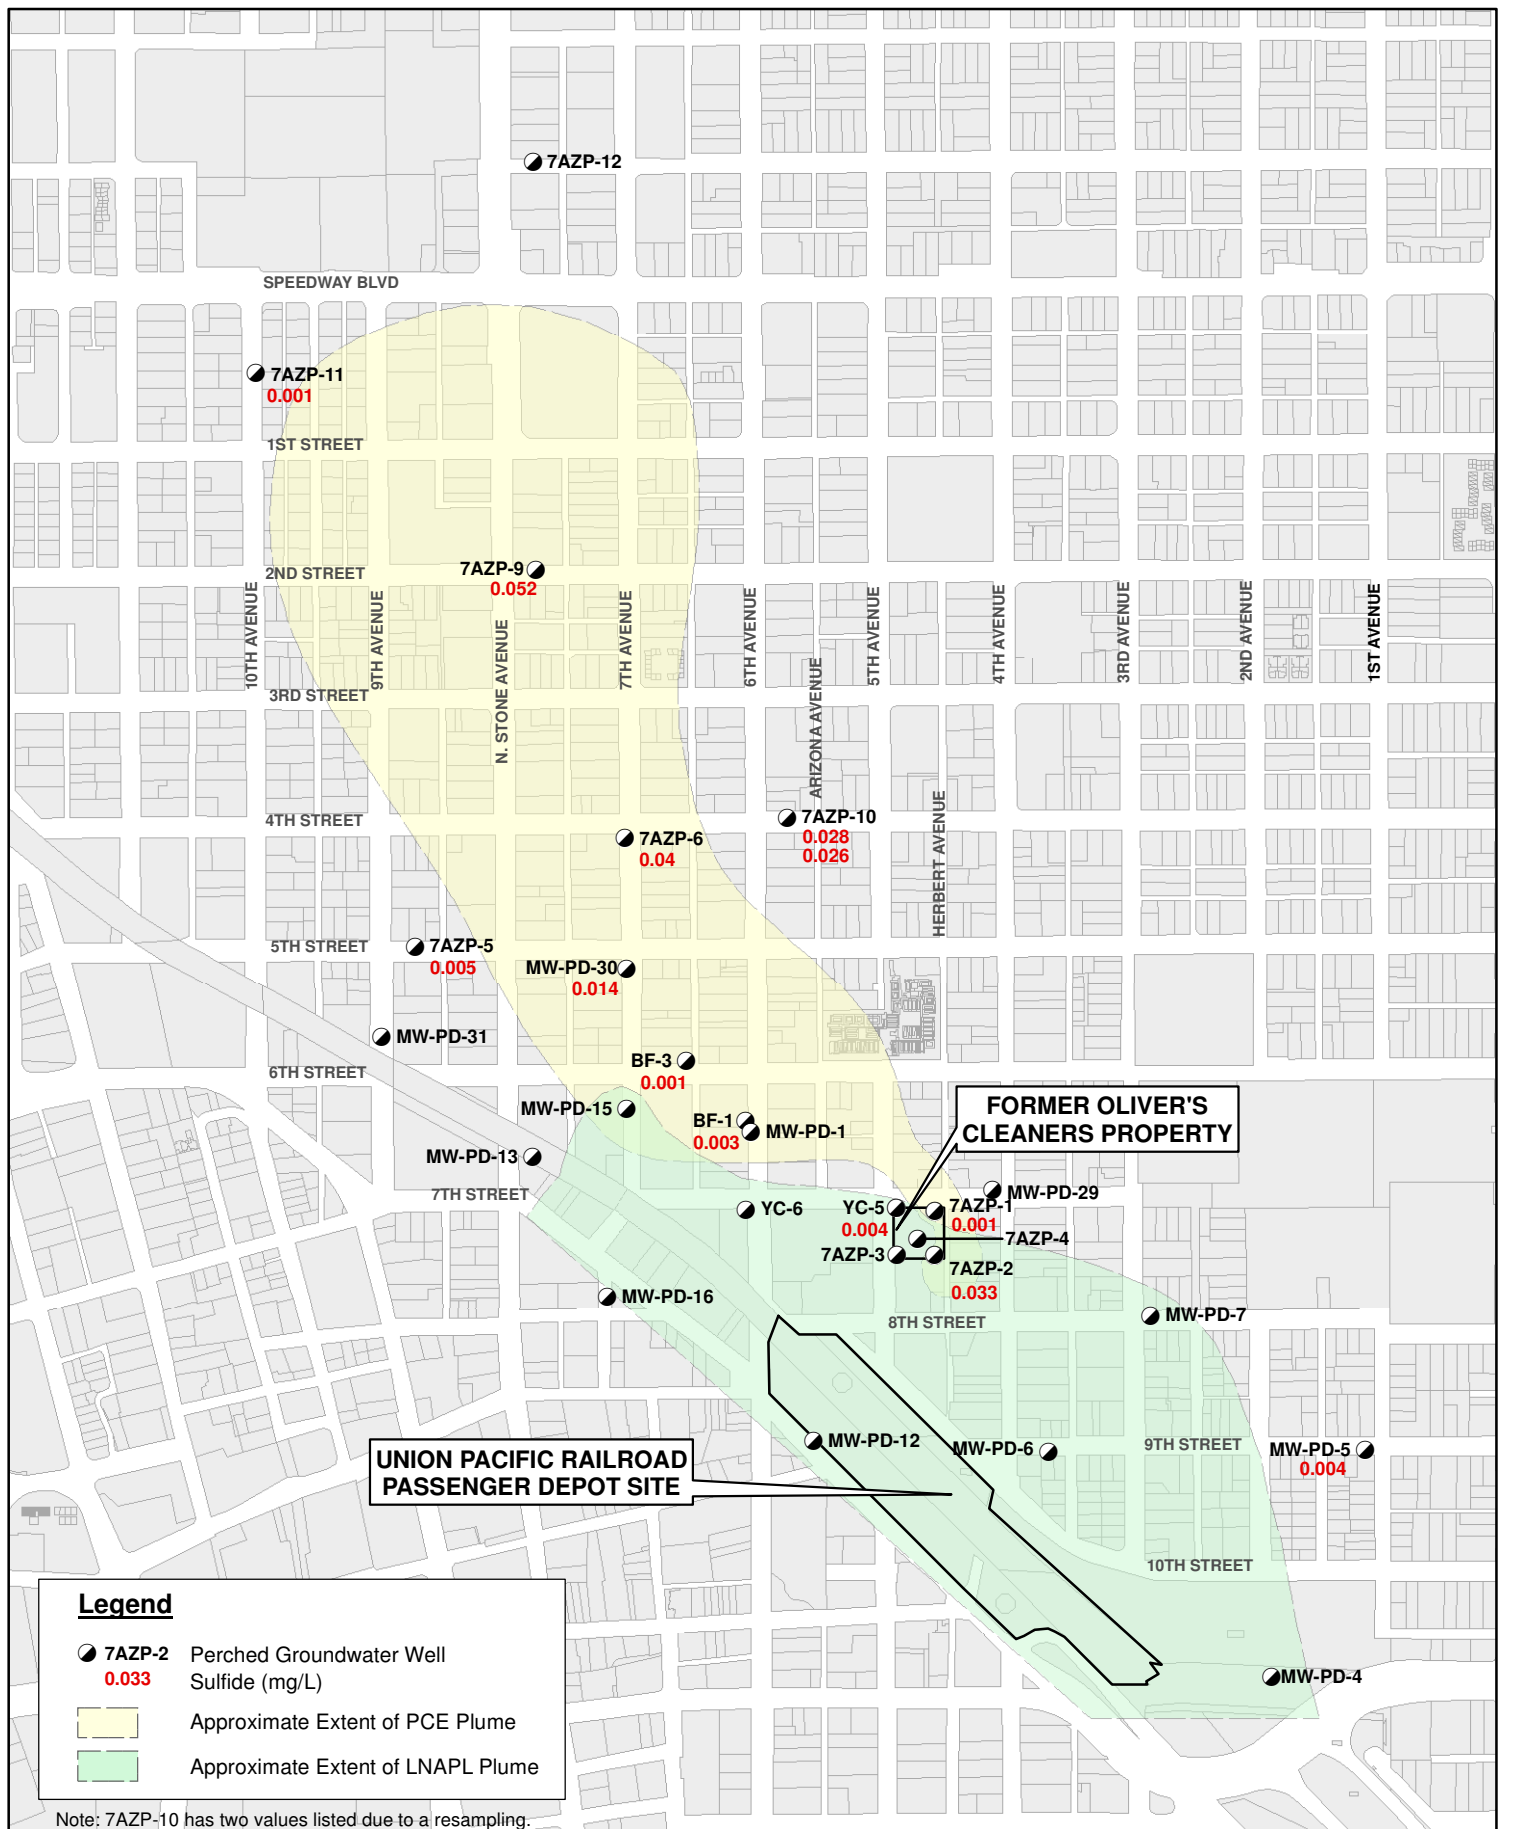 7AZP-12
SPEEDWAY BLVD
7AZP-11
0.001
1ST STREET
7AZP-9
0.052
2ND STREET
10TH AVENUE
9TH AVENUE
N. STONE AVENUE
7TH AVENUE
6TH AVENUE
ARIZONA AVENUE
5TH AVENUE
4TH AVENUE
3RD AVENUE
2ND AVENUE
1ST AVENUE
3RD STREET
HERBERT AVENUE
4TH STREET
7AZP-10
0.028
0.026
7AZP-6
0.04
5TH STREET
7AZP-5
0.005
MW-PD-30
0.014
MW-PD-31
6TH STREET
BF-3
0.001
MW-PD-15
BF-1
0.003
MW-PD-1
FORMER OLIVER'S
CLEANERS PROPERTY
MW-PD-13
7TH STREET
MW-PD-29
YC-6
YC-5
0.004
7AZP-1
0.001
7AZP-4
7AZP-3
7AZP-2
0.033
MW-PD-16
8TH STREET
MW-PD-7
MW-PD-12
MW-PD-6
9TH STREET
MW-PD-5
0.004
UNION PACIFIC RAILROAD
PASSENGER DEPOT SITE
10TH STREET
MW-PD-4
Legend
7AZP-2 Perched Groundwater Well
0.033 Sulfide (mg/L)
Approximate Extent of PCE Plume
Approximate Extent of LNAPL Plume
Note: 7AZP-10 has two values listed due to a resampling.